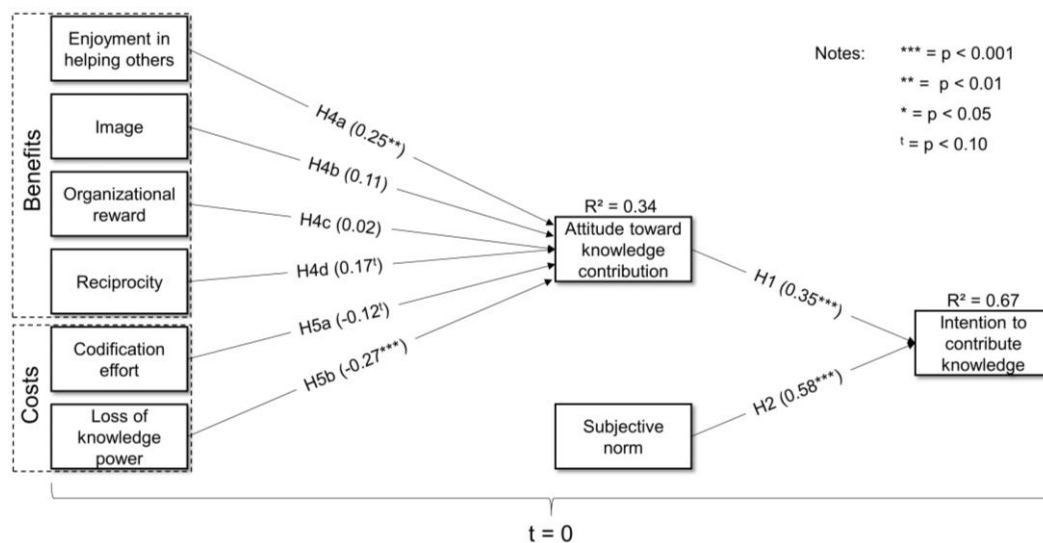 Benefits
Enjoyment in
helping others
Image
Organizational
reward
Reciprocity
Costs
Codification
effort
Loss of
knowledge
power
H4a (0.25**)
H4b (0.11)
H4c (0.02)
H4d (0.17ᵗ)
H5a (-0.12ᵗ)
H5b (-0.27***)
R² = 0.34
Attitude toward
knowledge
contribution
Subjective
norm
H1 (0.35***)
H2 (0.58***)
R² = 0.67
Intention to
contribute
knowledge
Notes:
*** = p < 0.001
** = p < 0.01
* = p < 0.05
ᵗ = p < 0.10
t = 0